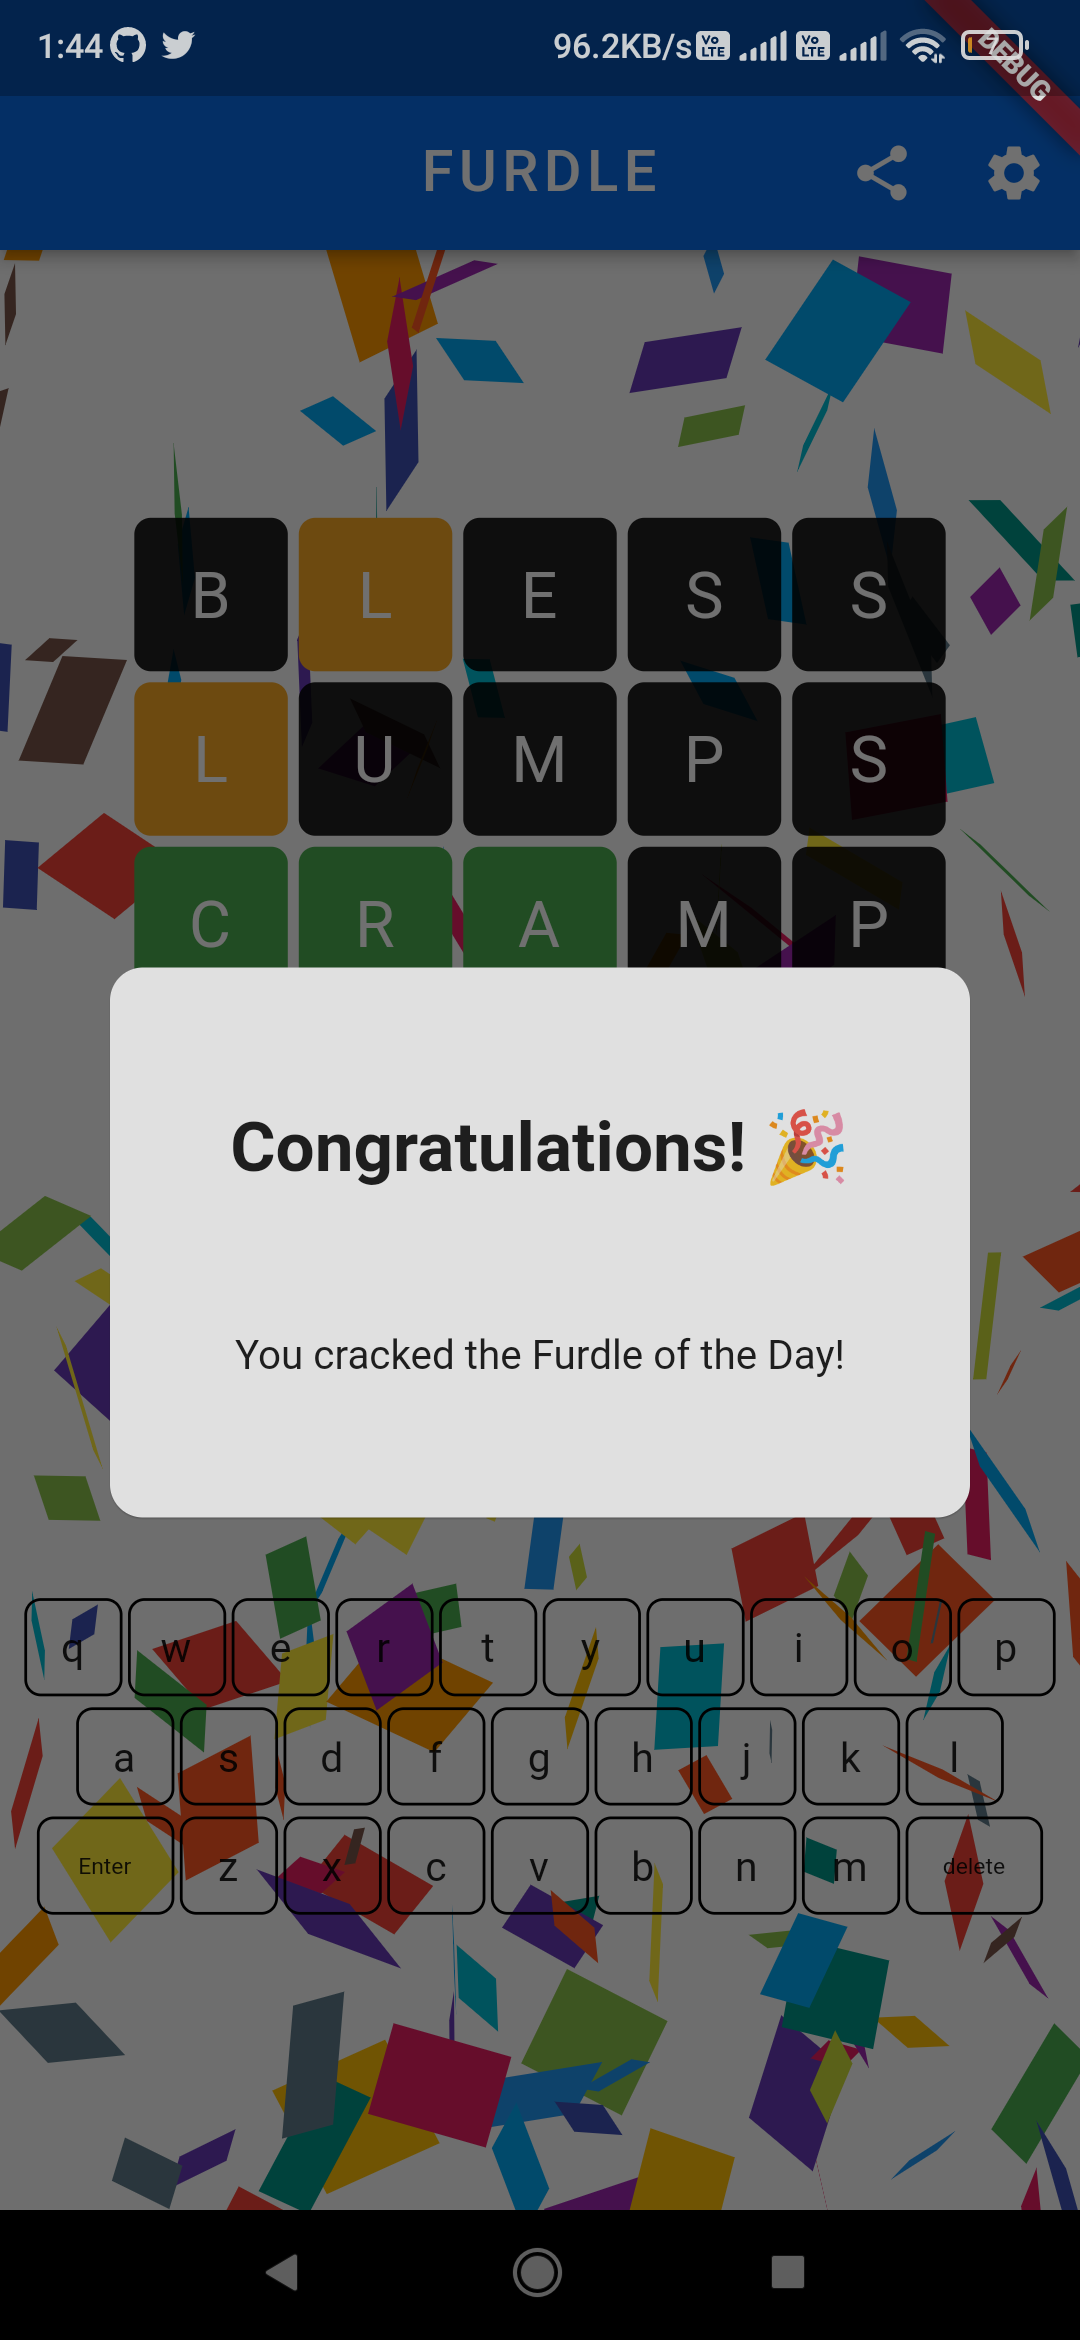 1:44 96.2KB/s Vo LTE Vo LTE
DEBUG
FURDLE
B L E S S
L U M P S
C R A M P
Congratulations! 🎉
You cracked the Furdle of the Day!
q w e r t y u i o p
a s d f g h j k l
Enter z x c v b n m delete